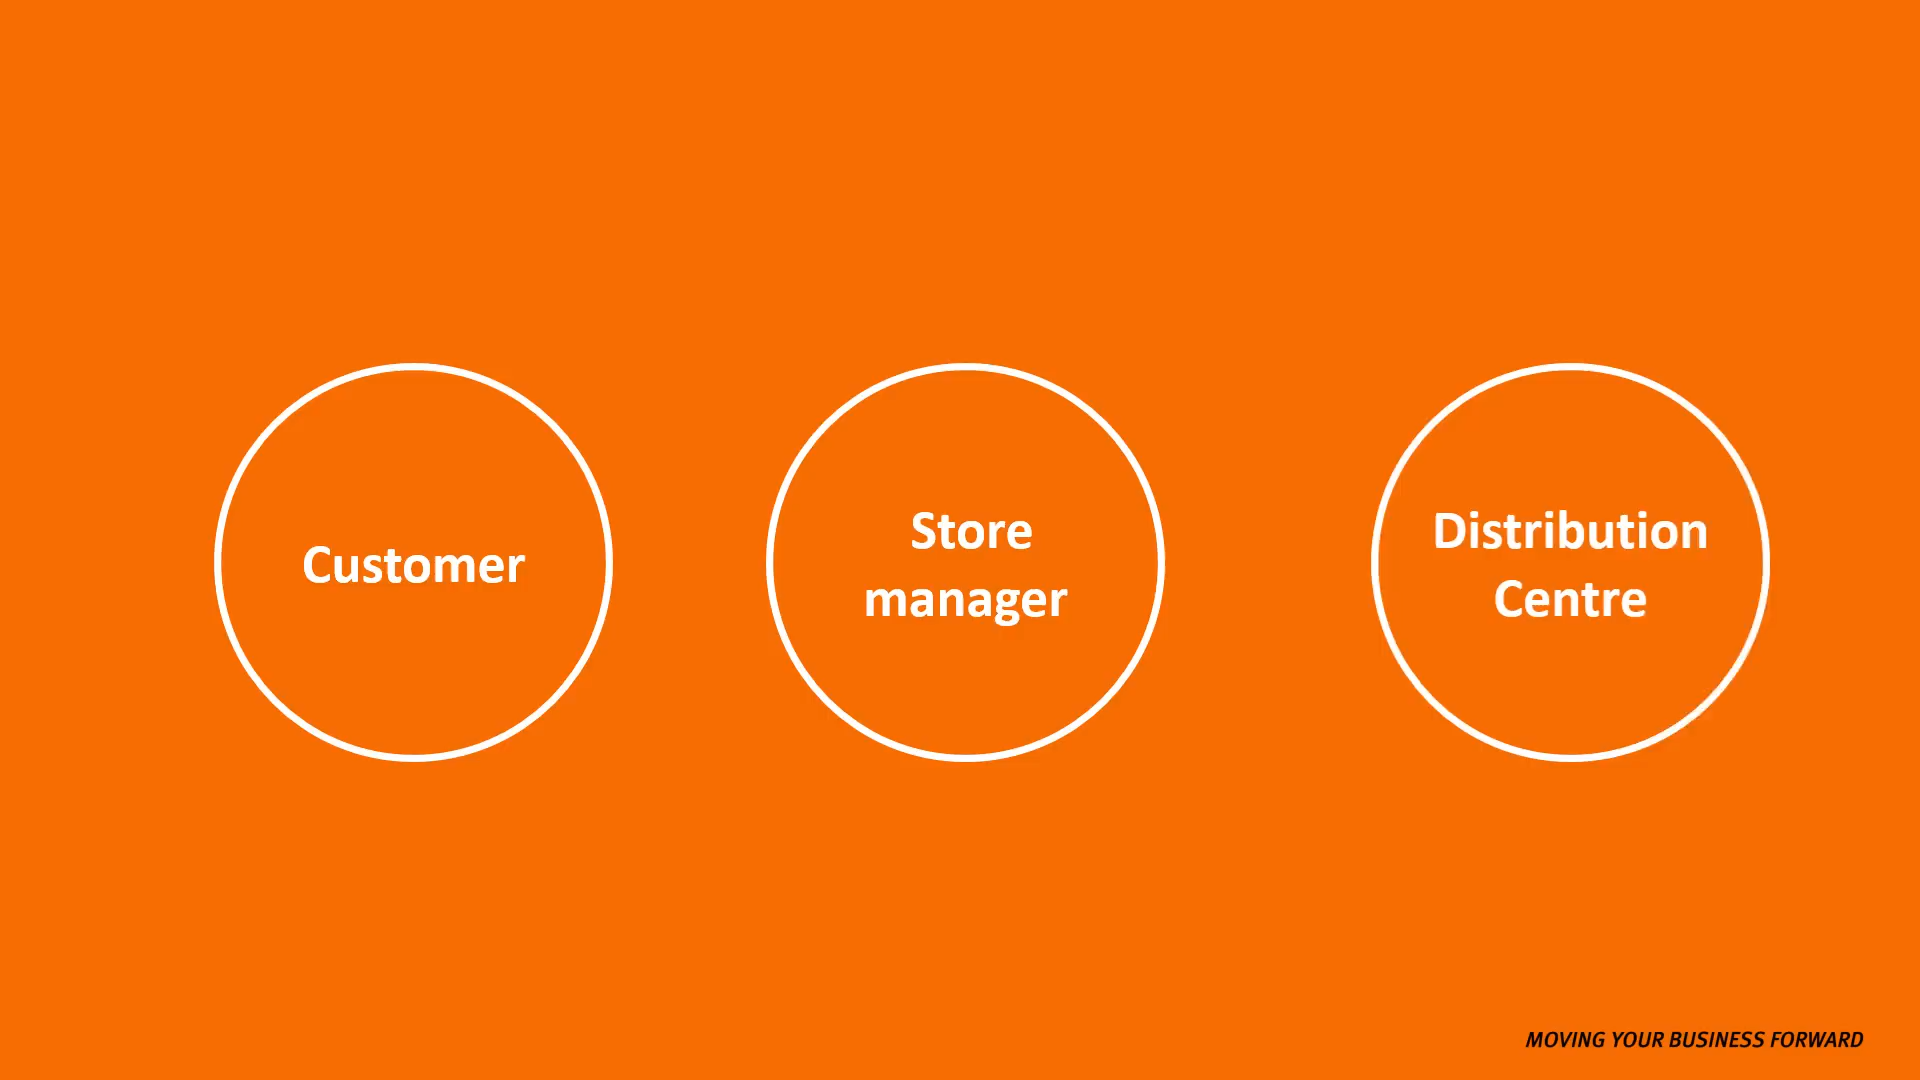 Customer
Store
manager
Distribution
Centre
MOVING YOUR BUSINESS FORWARD